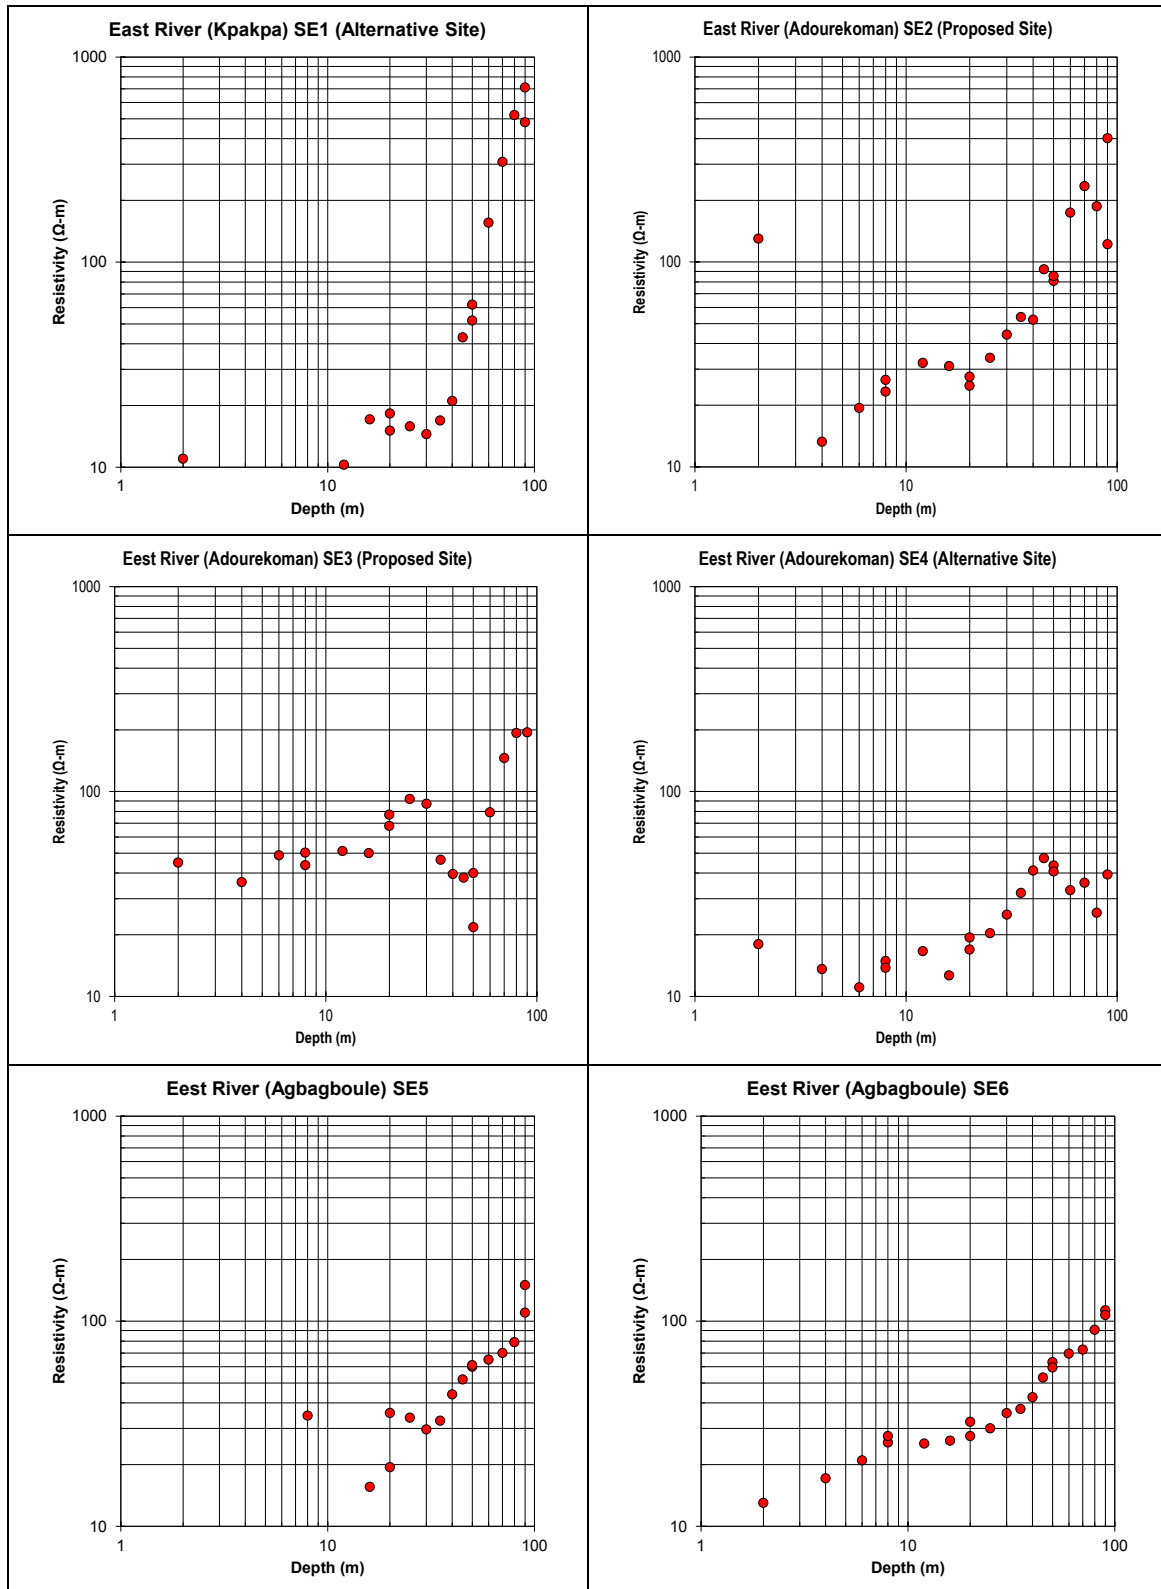 East River (Kpakpa) SE1 (Alternative Site)
1000
100
10
1
10
100
Resistivity (Ω-m)
Depth (m)
East River (Adourekoman) SE2 (Proposed Site)
1000
100
10
1
10
100
Resistivity (Ω-m)
Depth (m)
Eest River (Adourekoman) SE3 (Proposed Site)
1000
100
10
1
10
100
Resistivity (Ω-m)
Depth (m)
Eest River (Adourekoman) SE4 (Alternative Site)
1000
100
10
1
10
100
Resistivity (Ω-m)
Depth (m)
Eest River (Agbagboule) SE5
1000
100
10
1
10
100
Resistivity (Ω-m)
Depth (m)
Eest River (Agbagboule) SE6
1000
100
10
1
10
100
Resistivity (Ω-m)
Depth (m)